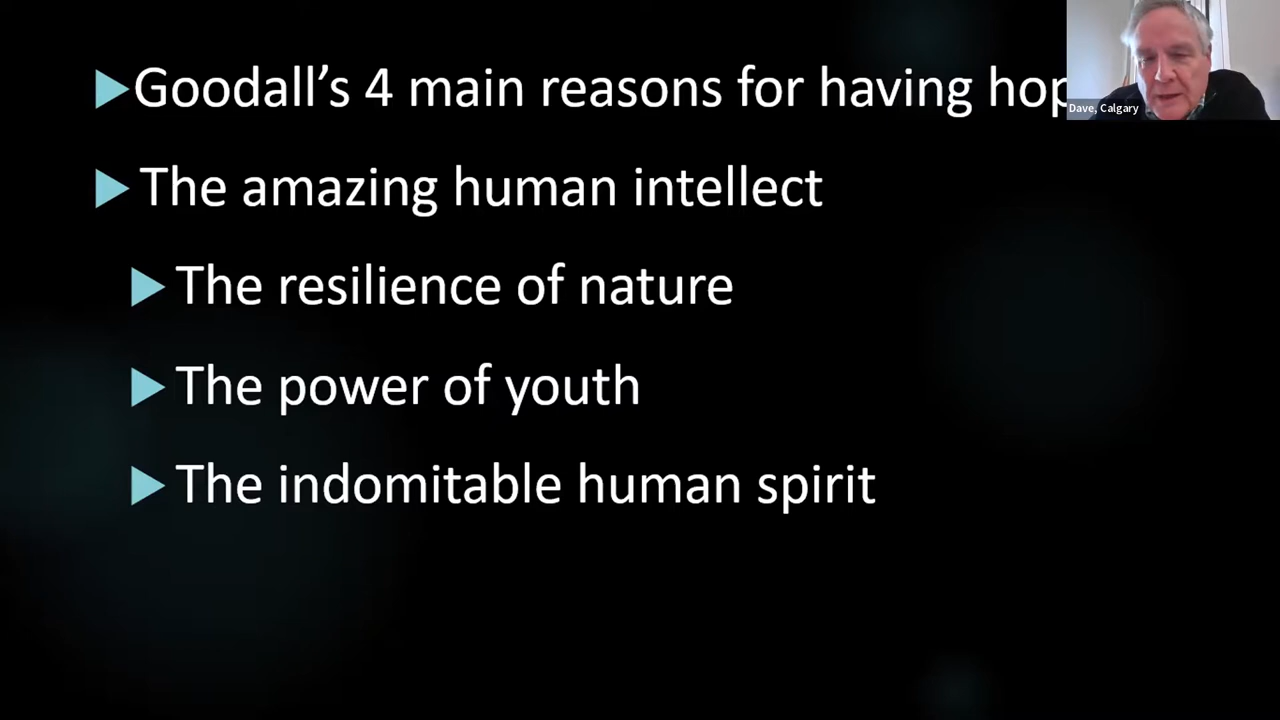 Goodall’s 4 main reasons for having hop
Dave, Calgary
The amazing human intellect
The resilience of nature
The power of youth
The indomitable human spirit